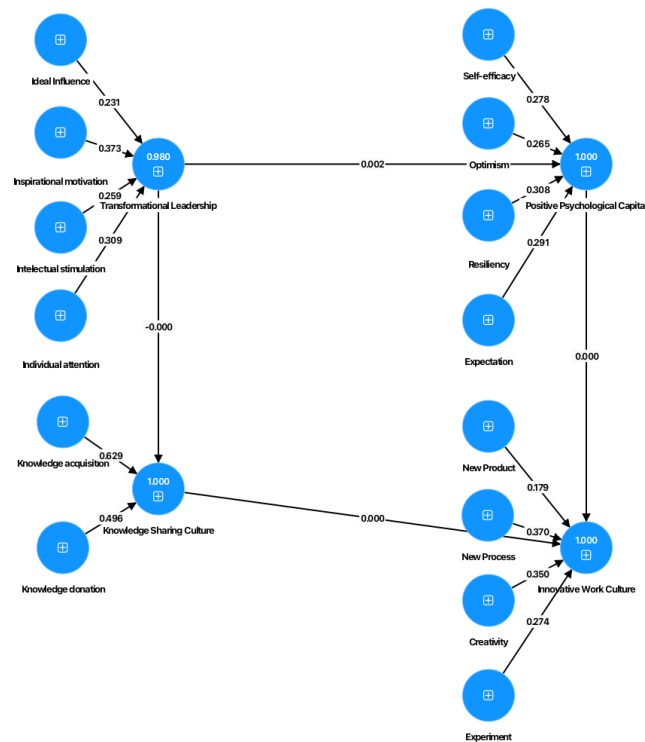 Ideal Influence
0.231
Inspirational motivation
0.373
Intelectual stimulation
0.259
Individual attention
0.309
0.980
Transformational Leadership
0.002
-0.000
Knowledge acquisition
0.629
Knowledge donation
0.496
1.000
Knowledge Sharing Culture
0.000
Self-efficacy
0.278
Optimism
0.265
Resiliency
0.308
Expectation
0.291
1.000
Positive Psychological Capita
0.000
New Product
0.179
New Process
0.370
Creativity
0.350
Experiment
0.274
1.000
Innovative Work Culture